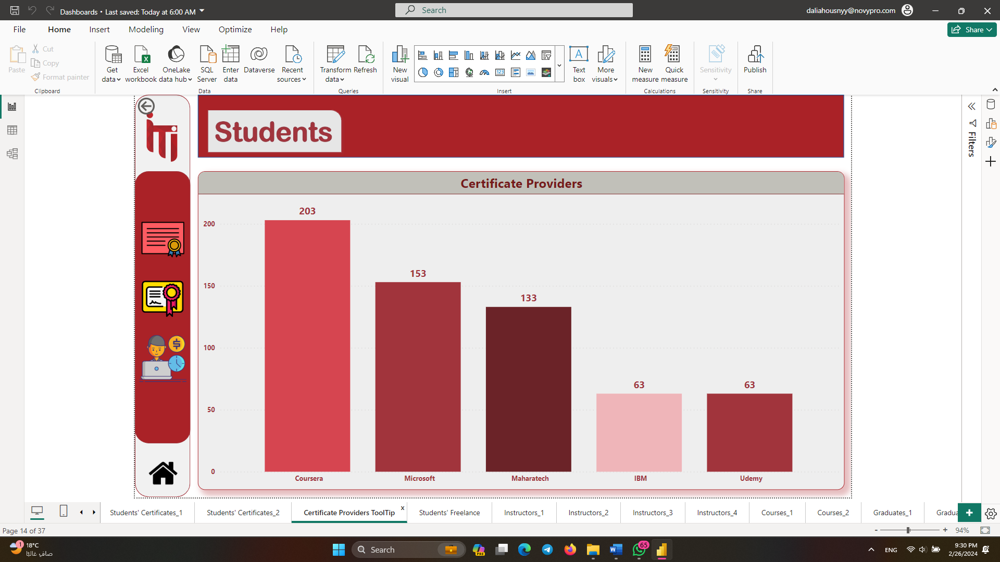 Dashboards • Last saved: Today at 6:00 AM
Search
daliahousnyy@novypro.com
File
Home
Insert
Modeling
View
Optimize
Help
Share
Paste
Cut
Copy
Format painter
Clipboard
Get data
Excel workbook
OneLake data hub
SQL Server
Enter data
Dataverse
Recent sources
Data
Transform data
Refresh
Queries
New visual
123
A
Text box
More visuals
Insert
New measure
Quick measure
Calculations
Sensitivity
Sensitivity
Publish
Share
iTi
Students
Filters
Certificate Providers
200
150
100
50
0
203
153
133
63
63
Coursera
Microsoft
Maharatech
IBM
Udemy
Students' Certificates_1
Students' Certificates_2
Certificate Providers ToolTip
x
Students' Freelance
Instructors_1
Instructors_2
Instructors_3
Instructors_4
Courses_1
Courses_2
Graduates_1
Gradua
Page 14 of 37
- + 94%
1
18°C
صافٍ غالبًا
Search
PRE
65
ENG
9:30 PM
2/26/2024